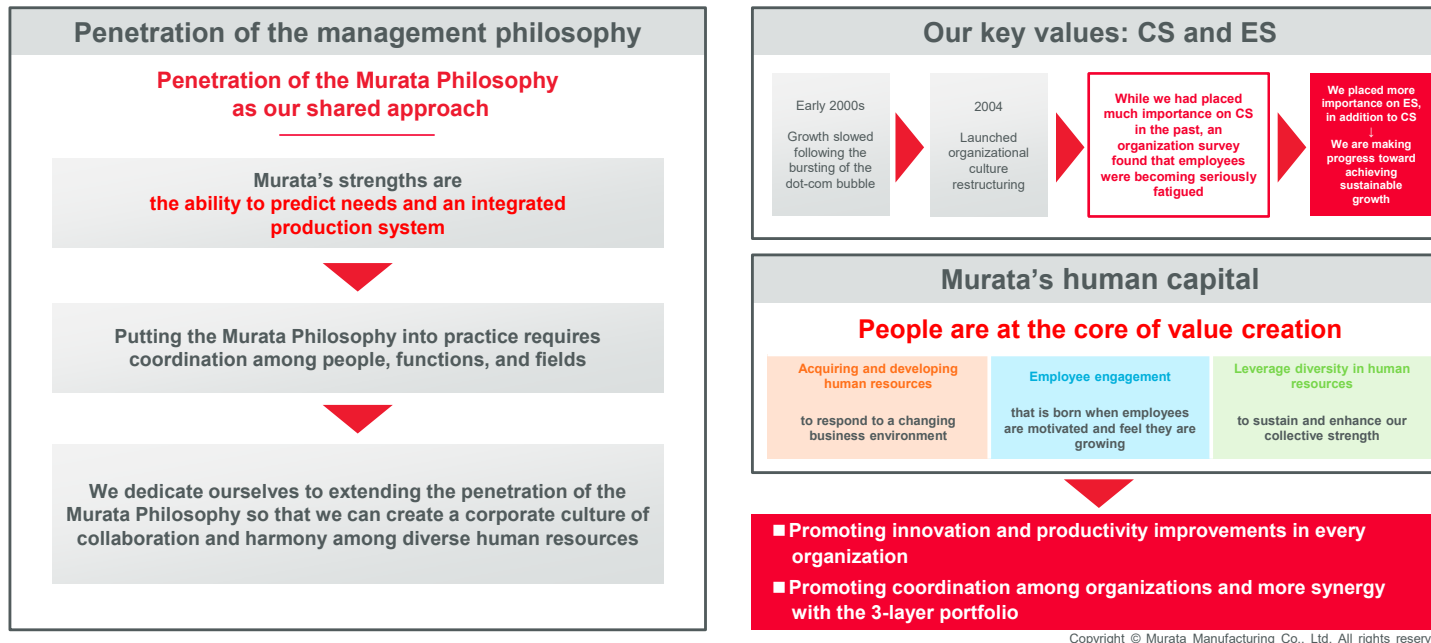 Penetration of the management philosophy
Penetration of the Murata Philosophy
as our shared approach
Murata's strengths are
the ability to predict needs and an integrated
production system
Putting the Murata Philosophy into practice requires
coordination among people, functions, and fields
We dedicate ourselves to extending the penetration of the
Murata Philosophy so that we can create a corporate culture of
collaboration and harmony among diverse human resources
Our key values: CS and ES
Early 2000s
Growth slowed
following the
bursting of the
dot-com bubble
2004
Launched
organizational
culture
restructuring
While we had placed
much importance on CS
in the past, an
organization survey
found that employees
were becoming seriously
fatigued
We placed more
importance on ES,
in addition to CS
↓
We are making
progress toward
achieving
sustainable
growth
Murata's human capital
People are at the core of value creation
Acquiring and developing
human resources
to respond to a changing
business environment
Employee engagement
that is born when employees
are motivated and feel they are
growing
Leverage diversity in human
resources
to sustain and enhance our
collective strength
■ Promoting innovation and productivity improvements in every
organization
■ Promoting coordination among organizations and more synergy
with the 3-layer portfolio
Copyright © Murata Manufacturing Co., Ltd. All rights reserv